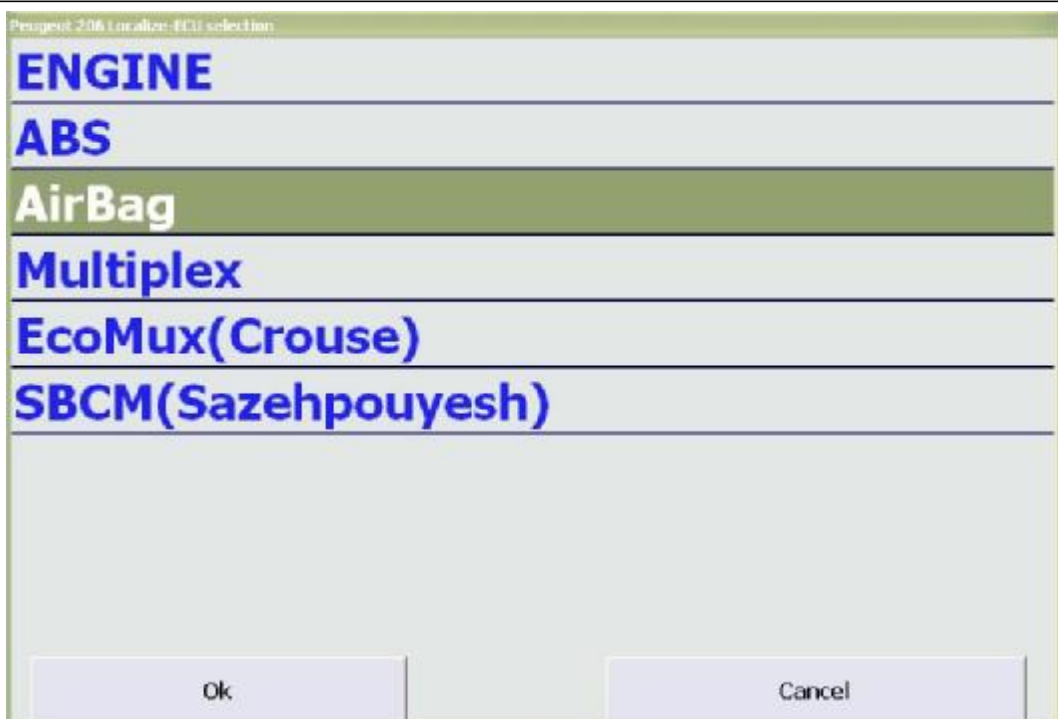 Peugeot 206 Localize-ECU selection
ENGINE
ABS
AirBag
Multiplex
EcoMux(Crouse)
SBCM(Sazehpouyesh)
Ok
Cancel